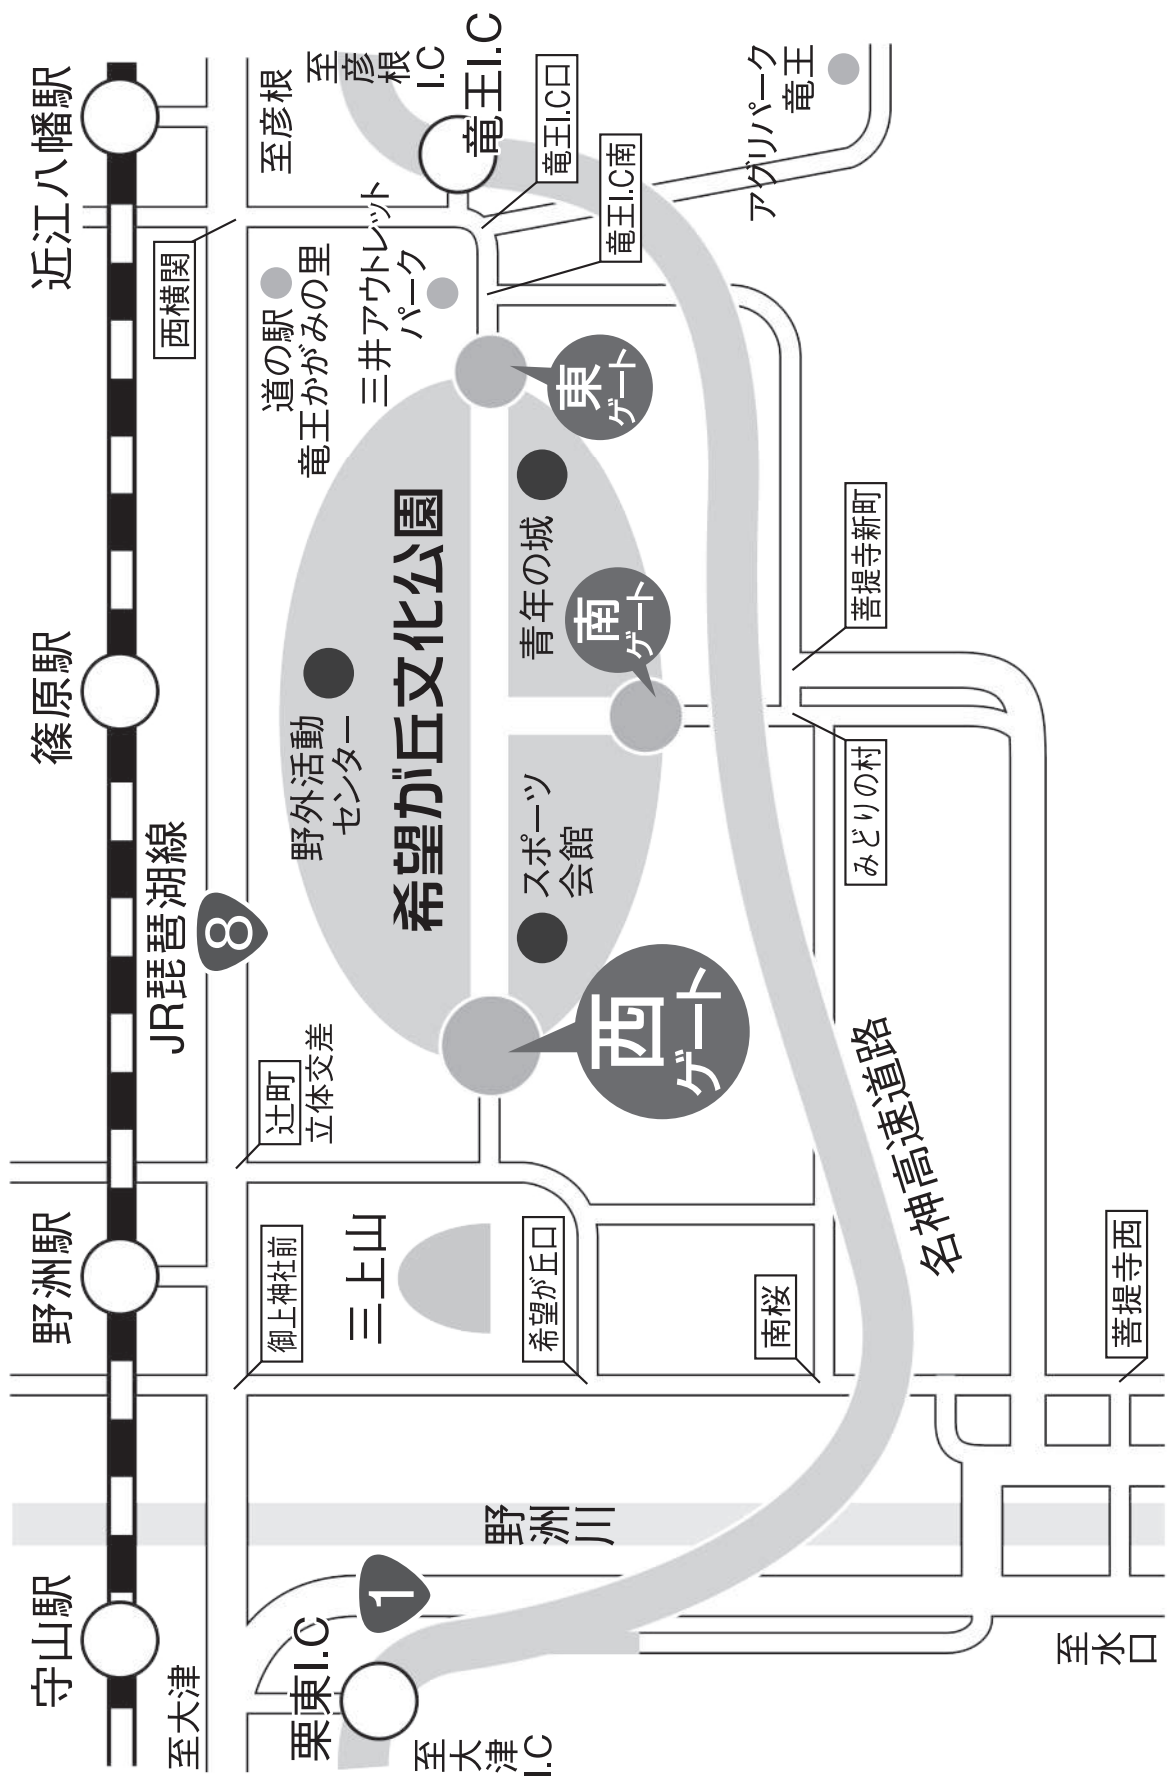 守山駅
野洲駅
篠原駅
近江八幡駅
JR琵琶湖線
至大津
8
西横関
至彦根
辻町
立体交差
御上神社前
野外活動
センター
道の駅
竜王かがみの里
至
彦
根
I.C
竜王I.C
栗東I.C
1
三上山
希望が丘文化公園
三井アウトレット
パーク
至
大
津
I.C
野
洲
川
希望が丘口
スポーツ
会館
青年の城
竜王I.C口
竜王I.C南
西
ゲート
南
ゲート
東
ゲート
アグリパーク
竜王
南桜
みどりの村
菩提寺新町
名神高速道路
至
水
口
菩提寺西